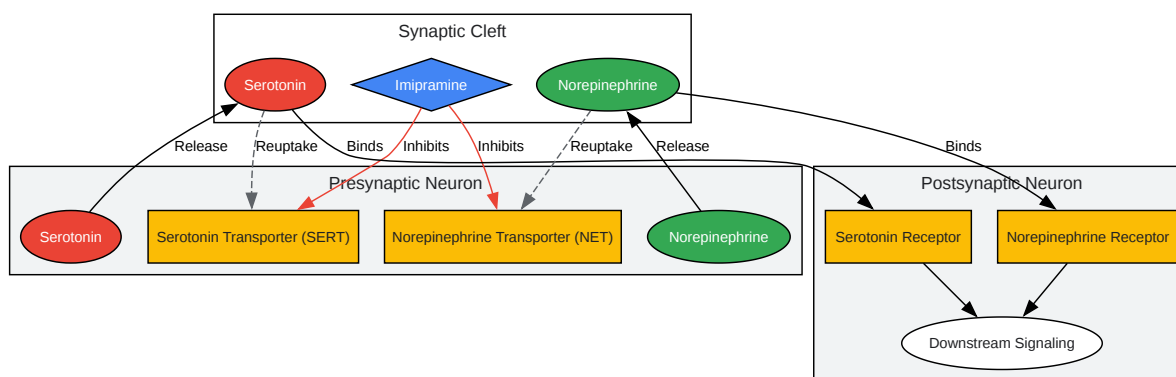 Synaptic Cleft
Serotonin
Imipramine
Norepinephrine
Release
Reuptake
Binds
Inhibits
Inhibits
Reuptake
Release
Binds
Presynaptic Neuron
Postsynaptic Neuron
Serotonin
Serotonin Transporter (SERT)
Norepinephrine Transporter (NET)
Norepinephrine
Serotonin Receptor
Norepinephrine Receptor
Downstream Signaling